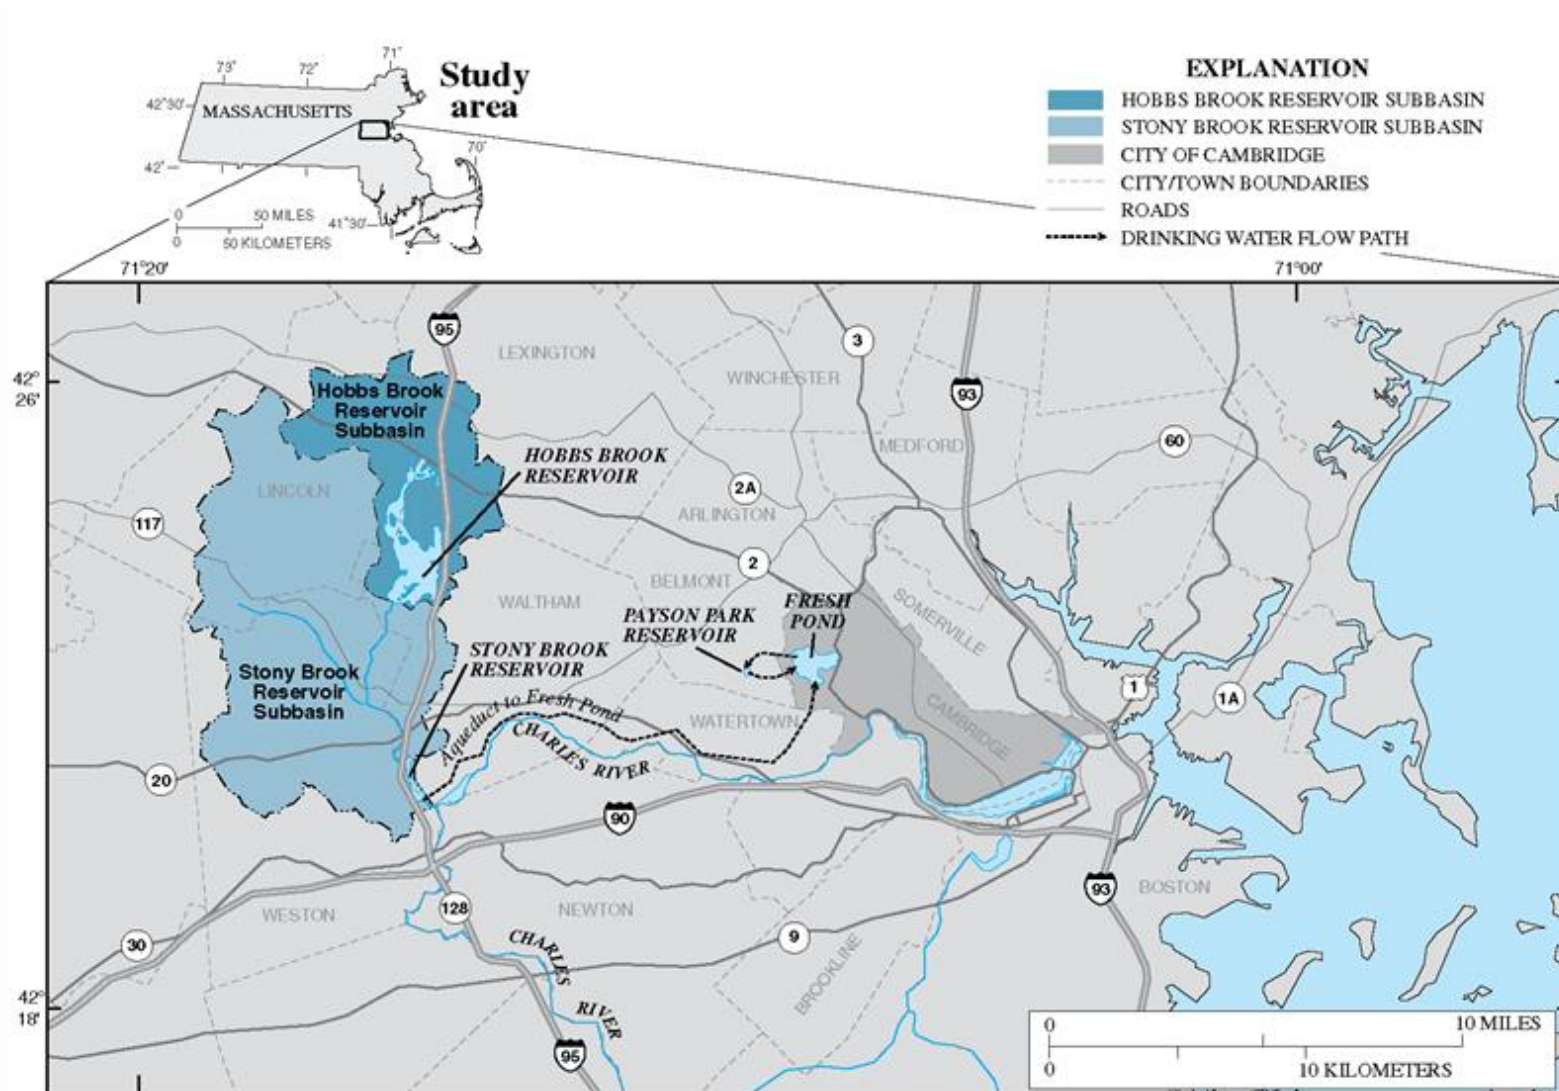 73°
72°
71°
Study
area
42°30'
MASSACHUSETTS
42°
70°
0
50 MILES
41°30'
0
50 KILOMETERS
EXPLANATION
HOBBS BROOK RESERVOIR SUBBASIN
STONY BROOK RESERVOIR SUBBASIN
CITY OF CAMBRIDGE
CITY/TOWN BOUNDARIES
ROADS
DRINKING WATER FLOW PATH
71°20'
71°00'
95
3
LEXINGTON
WINCHESTER
42°
26'
93
Hobbs Brook
Reservoir
Subbasin
MEDFORD
60
HOBBS BROOK
RESERVOIR
LINCOLN
2A
117
ARLINGTON
2
BELMONT
WALTHAM
FRESH
POND
PAYSON PARK
RESERVOIR
SOMERVILLE
STONY BROOK
RESERVOIR
Stony Brook
Reservoir
Subbasin
1
1A
Aqueduct to Fresh Pond
WATERTOWN
CAMBRIDGE
CHARLES RIVER
20
90
93
BOSTON
128
WESTON
NEWTON
30
9
CHARLES
RIVER
BROOKLINE
42°
18'
95
0
10 MILES
0
10 KILOMETERS